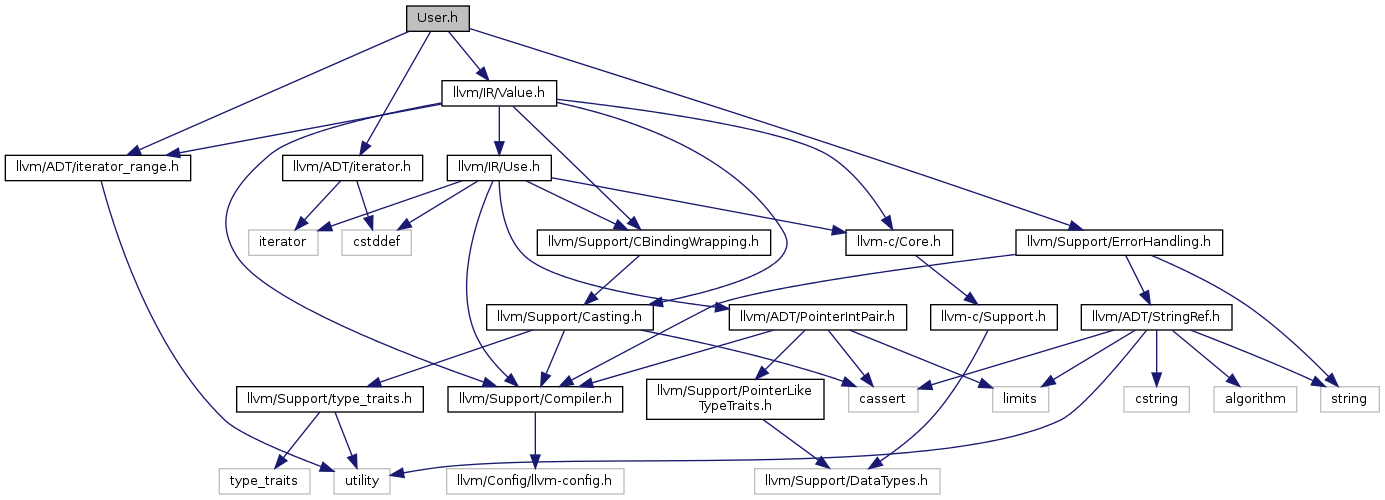 User.h
llvm/IR/Value.h
llvm/ADT/iterator_range.h
llvm/ADT/iterator.h
llvm/IR/Use.h
iterator
cstddef
llvm/Support/CBindingWrapping.h
llvm-c/Core.h
llvm/Support/ErrorHandling.h
llvm/Support/Casting.h
llvm/ADT/PointerIntPair.h
llvm-c/Support.h
llvm/ADT/StringRef.h
llvm/Support/type_traits.h
llvm/Support/Compiler.h
llvm/Support/PointerLike
TypeTraits.h
cassert
limits
cstring
algorithm
string
type_traits
utility
llvm/Config/llvm-config.h
llvm/Support/DataTypes.h